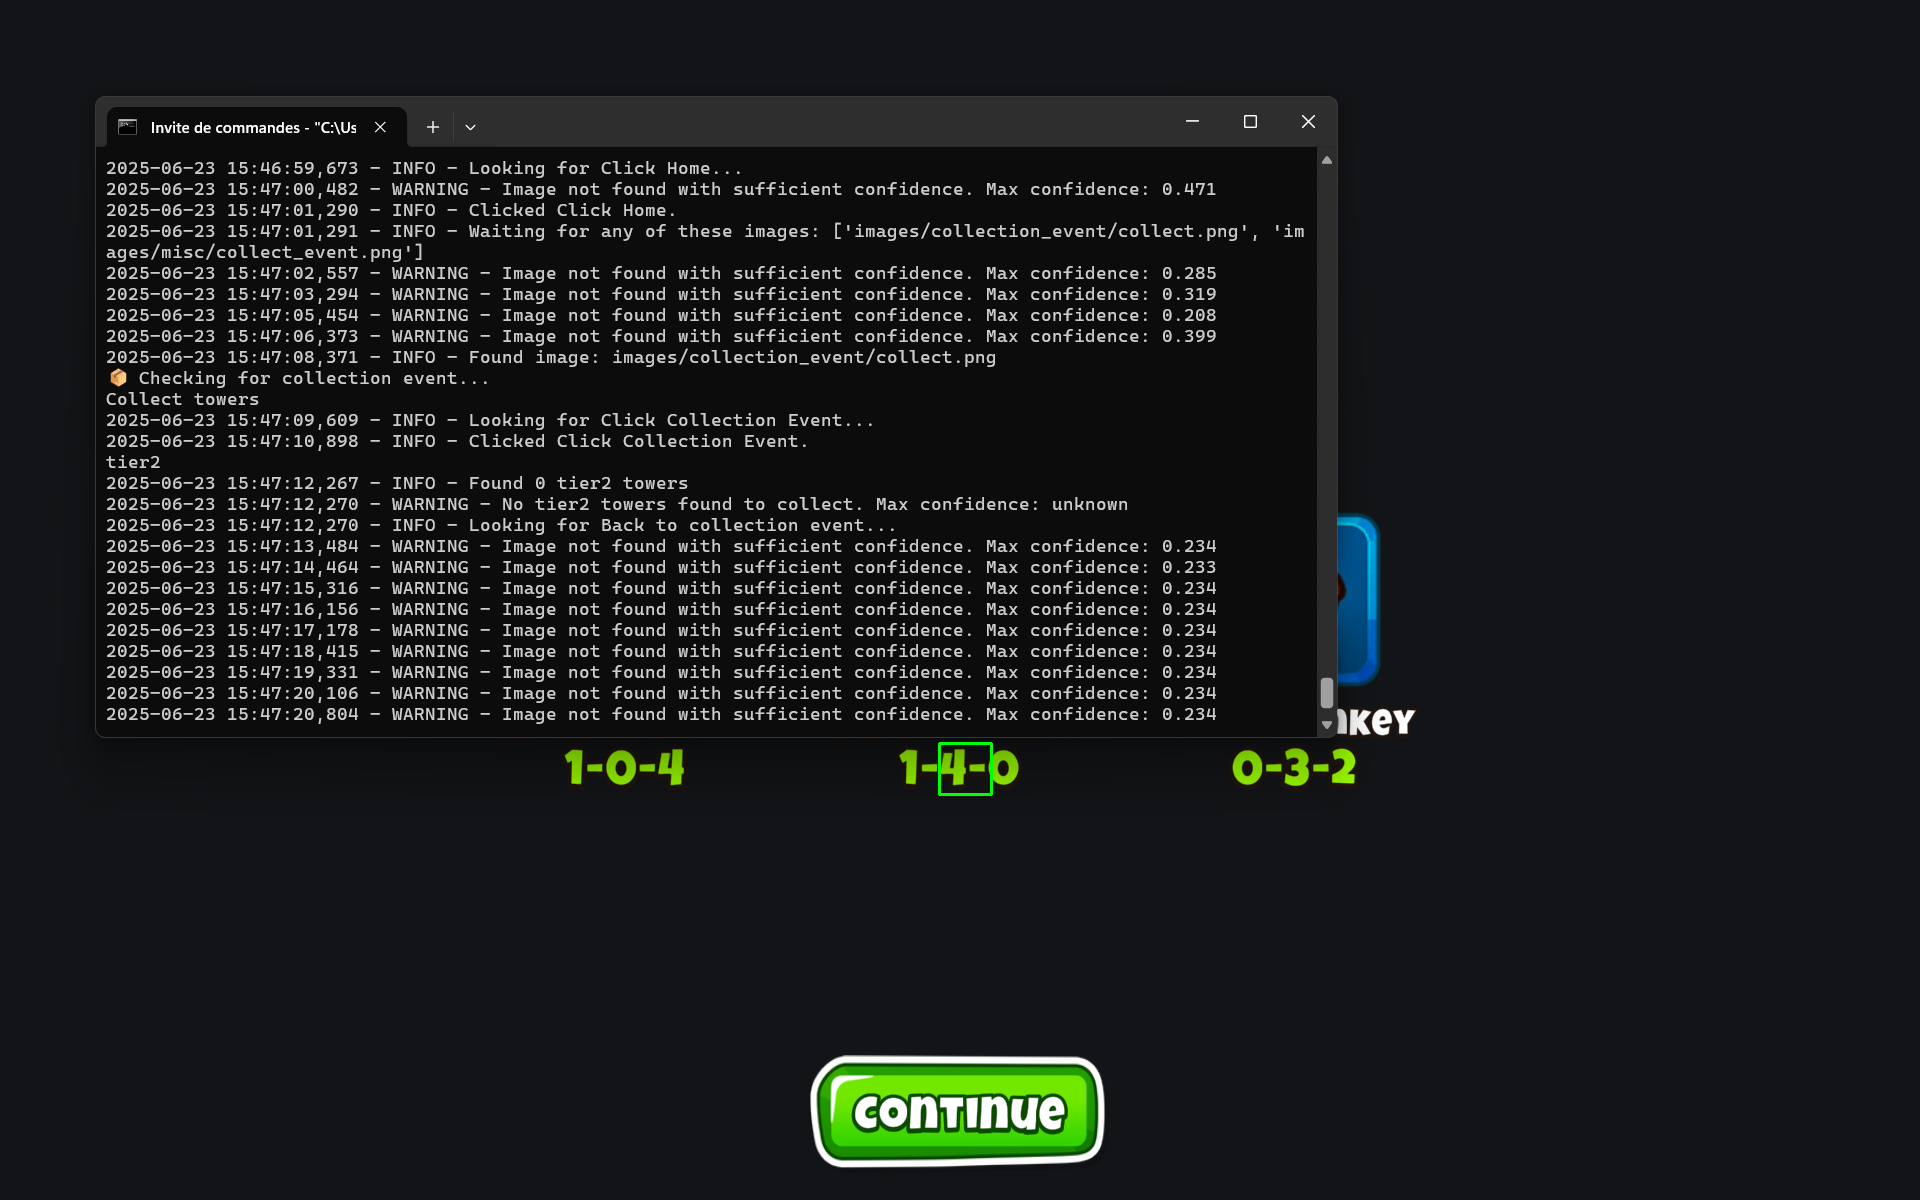 Invite de commandes - "C:\Us
2025-06-23 15:46:59,673 - INFO - Looking for Click Home...
2025-06-23 15:47:00,482 - WARNING - Image not found with sufficient confidence. Max confidence: 0.471
2025-06-23 15:47:01,290 - INFO - Clicked Click Home.
2025-06-23 15:47:01,291 - INFO - Waiting for any of these images: ['images/collection_event/collect.png', 'im
ages/misc/collect_event.png']
2025-06-23 15:47:02,557 - WARNING - Image not found with sufficient confidence. Max confidence: 0.285
2025-06-23 15:47:03,294 - WARNING - Image not found with sufficient confidence. Max confidence: 0.319
2025-06-23 15:47:05,454 - WARNING - Image not found with sufficient confidence. Max confidence: 0.208
2025-06-23 15:47:06,373 - WARNING - Image not found with sufficient confidence. Max confidence: 0.399
2025-06-23 15:47:08,371 - INFO - Found image: images/collection_event/collect.png
📦 Checking for collection event...
Collect towers
2025-06-23 15:47:09,609 - INFO - Looking for Click Collection Event...
2025-06-23 15:47:10,898 - INFO - Clicked Click Collection Event.
tier2
2025-06-23 15:47:12,267 - INFO - Found 0 tier2 towers
2025-06-23 15:47:12,270 - WARNING - No tier2 towers found to collect. Max confidence: unknown
2025-06-23 15:47:12,270 - INFO - Looking for Back to collection event...
2025-06-23 15:47:13,484 - WARNING - Image not found with sufficient confidence. Max confidence: 0.234
2025-06-23 15:47:14,464 - WARNING - Image not found with sufficient confidence. Max confidence: 0.233
2025-06-23 15:47:15,316 - WARNING - Image not found with sufficient confidence. Max confidence: 0.234
2025-06-23 15:47:16,156 - WARNING - Image not found with sufficient confidence. Max confidence: 0.234
2025-06-23 15:47:17,178 - WARNING - Image not found with sufficient confidence. Max confidence: 0.234
2025-06-23 15:47:18,415 - WARNING - Image not found with sufficient confidence. Max confidence: 0.234
2025-06-23 15:47:19,331 - WARNING - Image not found with sufficient confidence. Max confidence: 0.234
2025-06-23 15:47:20,106 - WARNING - Image not found with sufficient confidence. Max confidence: 0.234
2025-06-23 15:47:20,804 - WARNING - Image not found with sufficient confidence. Max confidence: 0.234
1-0-4 1-4-0 0-3-2
Continue